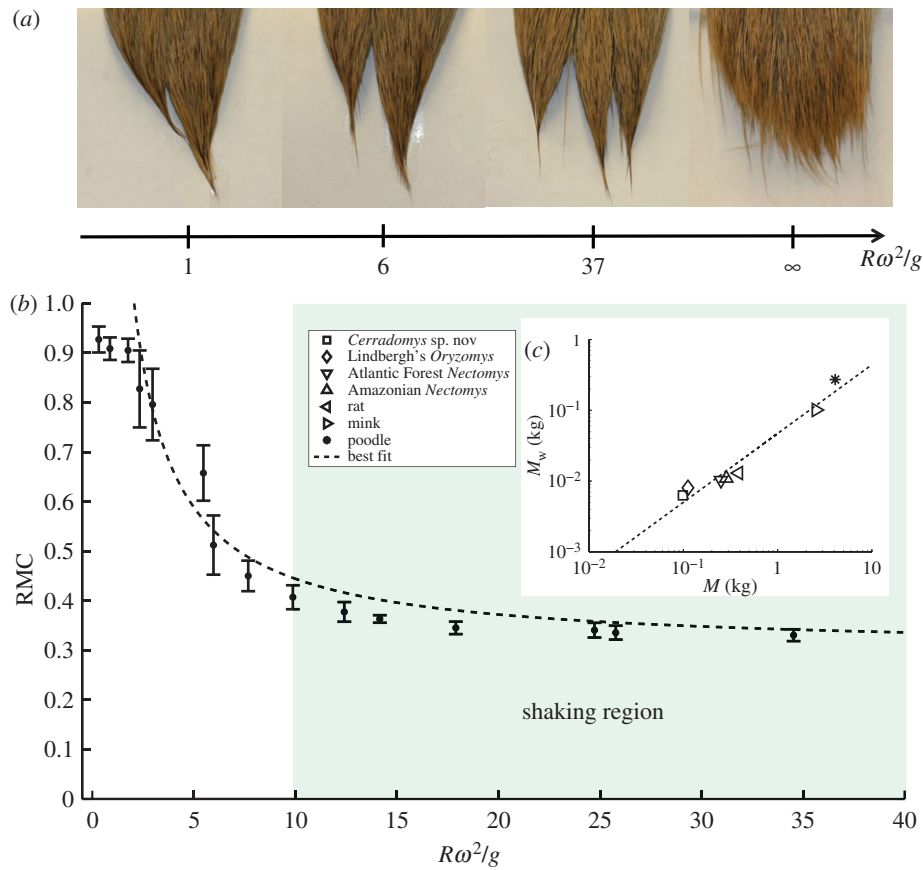 (a)
1
6
37
∞
Rω²/g
(b)
1.0
0.9
0.8
0.7
0.6
0.5
0.4
0.3
0.2
0.1
0
RMC
0
5
10
15
20
25
30
35
40
Rω²/g
Cerradomys sp. nov
Lindbergh's Oryzomys
Atlantic Forest Nectomys
Amazonian Nectomys
rat
mink
poodle
best fit
shaking region
(c)
1
10⁻¹
10⁻²
10⁻³
M_w (kg)
10⁻²
10⁻¹
1
10
M (kg)